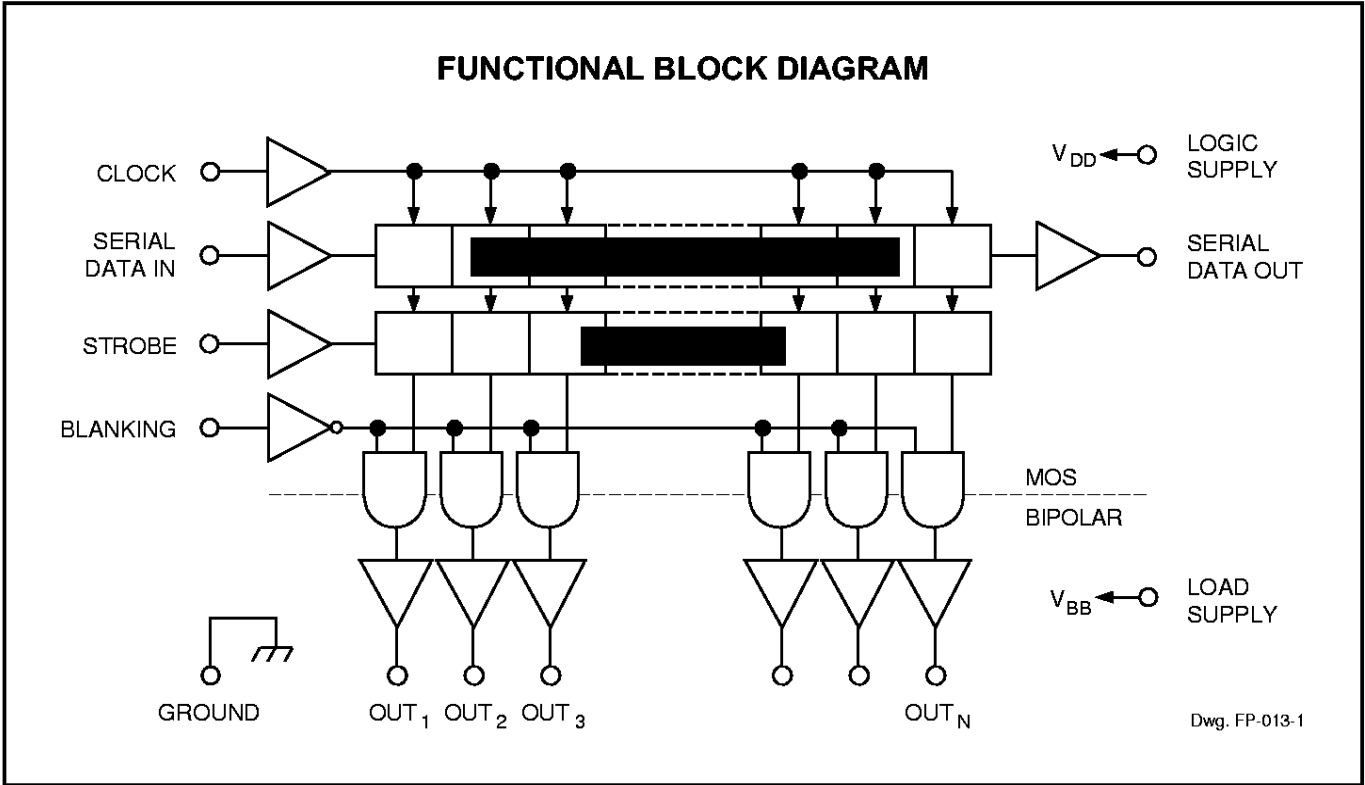 FUNCTIONAL BLOCK DIAGRAM
CLOCK
V DD
LOGIC
SUPPLY
SERIAL
DATA IN
SERIAL
DATA OUT
STROBE
BLANKING
MOS
BIPOLAR
V BB
LOAD
SUPPLY
GROUND
OUT 1
OUT 2
OUT 3
OUT N
Dwg. FP-013-1